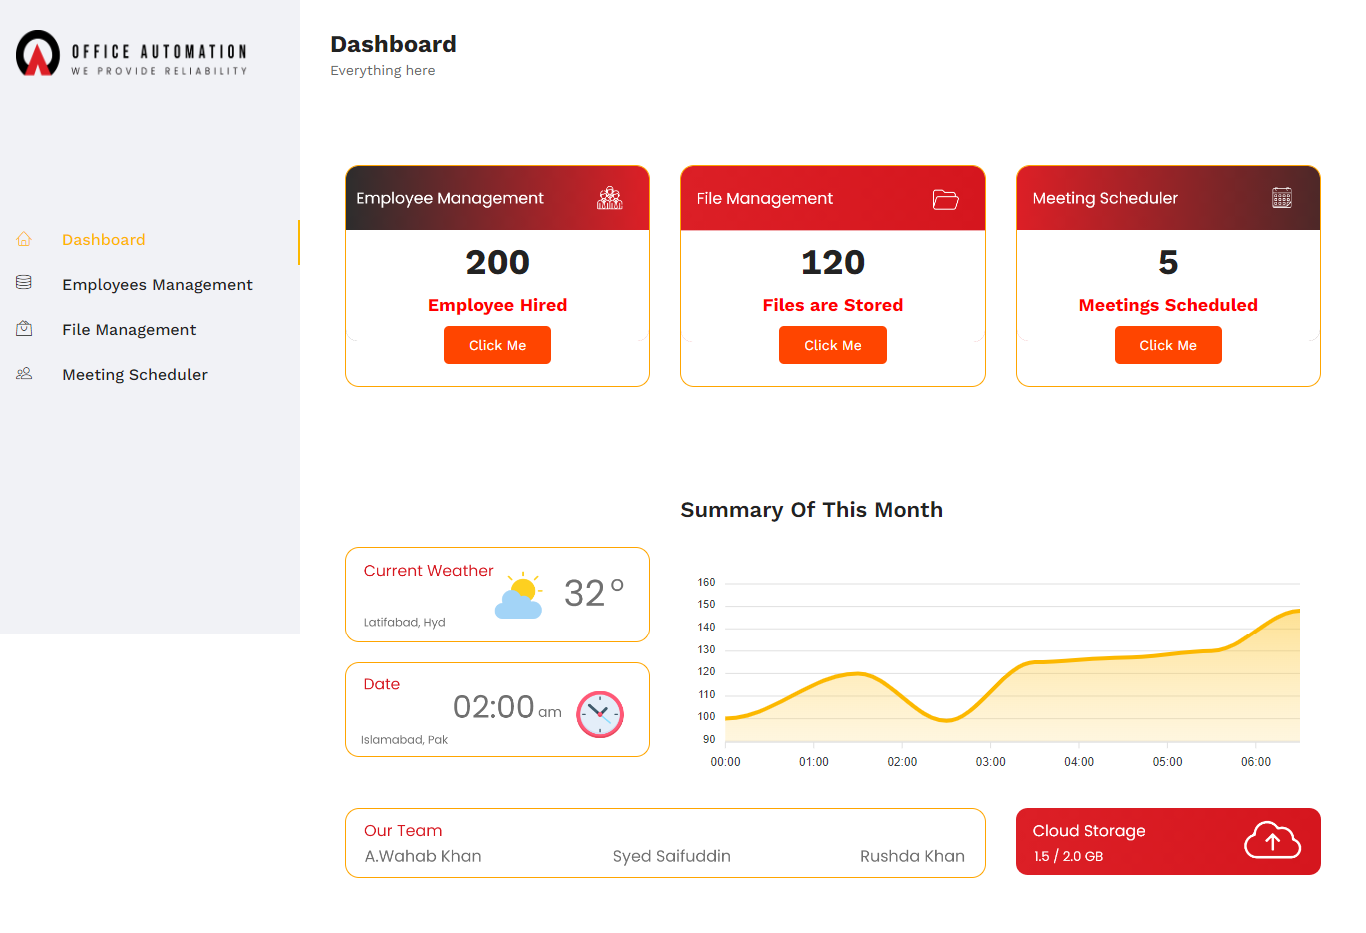 OFFICE AUTOMATION
WE PROVIDE RELIABILITY
Dashboard
Employees Management
File Management
Meeting Scheduler
Dashboard
Everything here
Employee Management
200
Employee Hired
Click Me
File Management
120
Files are Stored
Click Me
Meeting Scheduler
5
Meetings Scheduled
Click Me
Current Weather
32°
Latifabad, Hyd
Date
02:00 am
Islamabad, Pak
Summary Of This Month
160
150
140
130
120
110
100
90
00:00 01:00 02:00 03:00 04:00 05:00 06:00
Our Team
A.Wahab Khan Syed Saifuddin Rushda Khan
Cloud Storage
1.5 / 2.0 GB